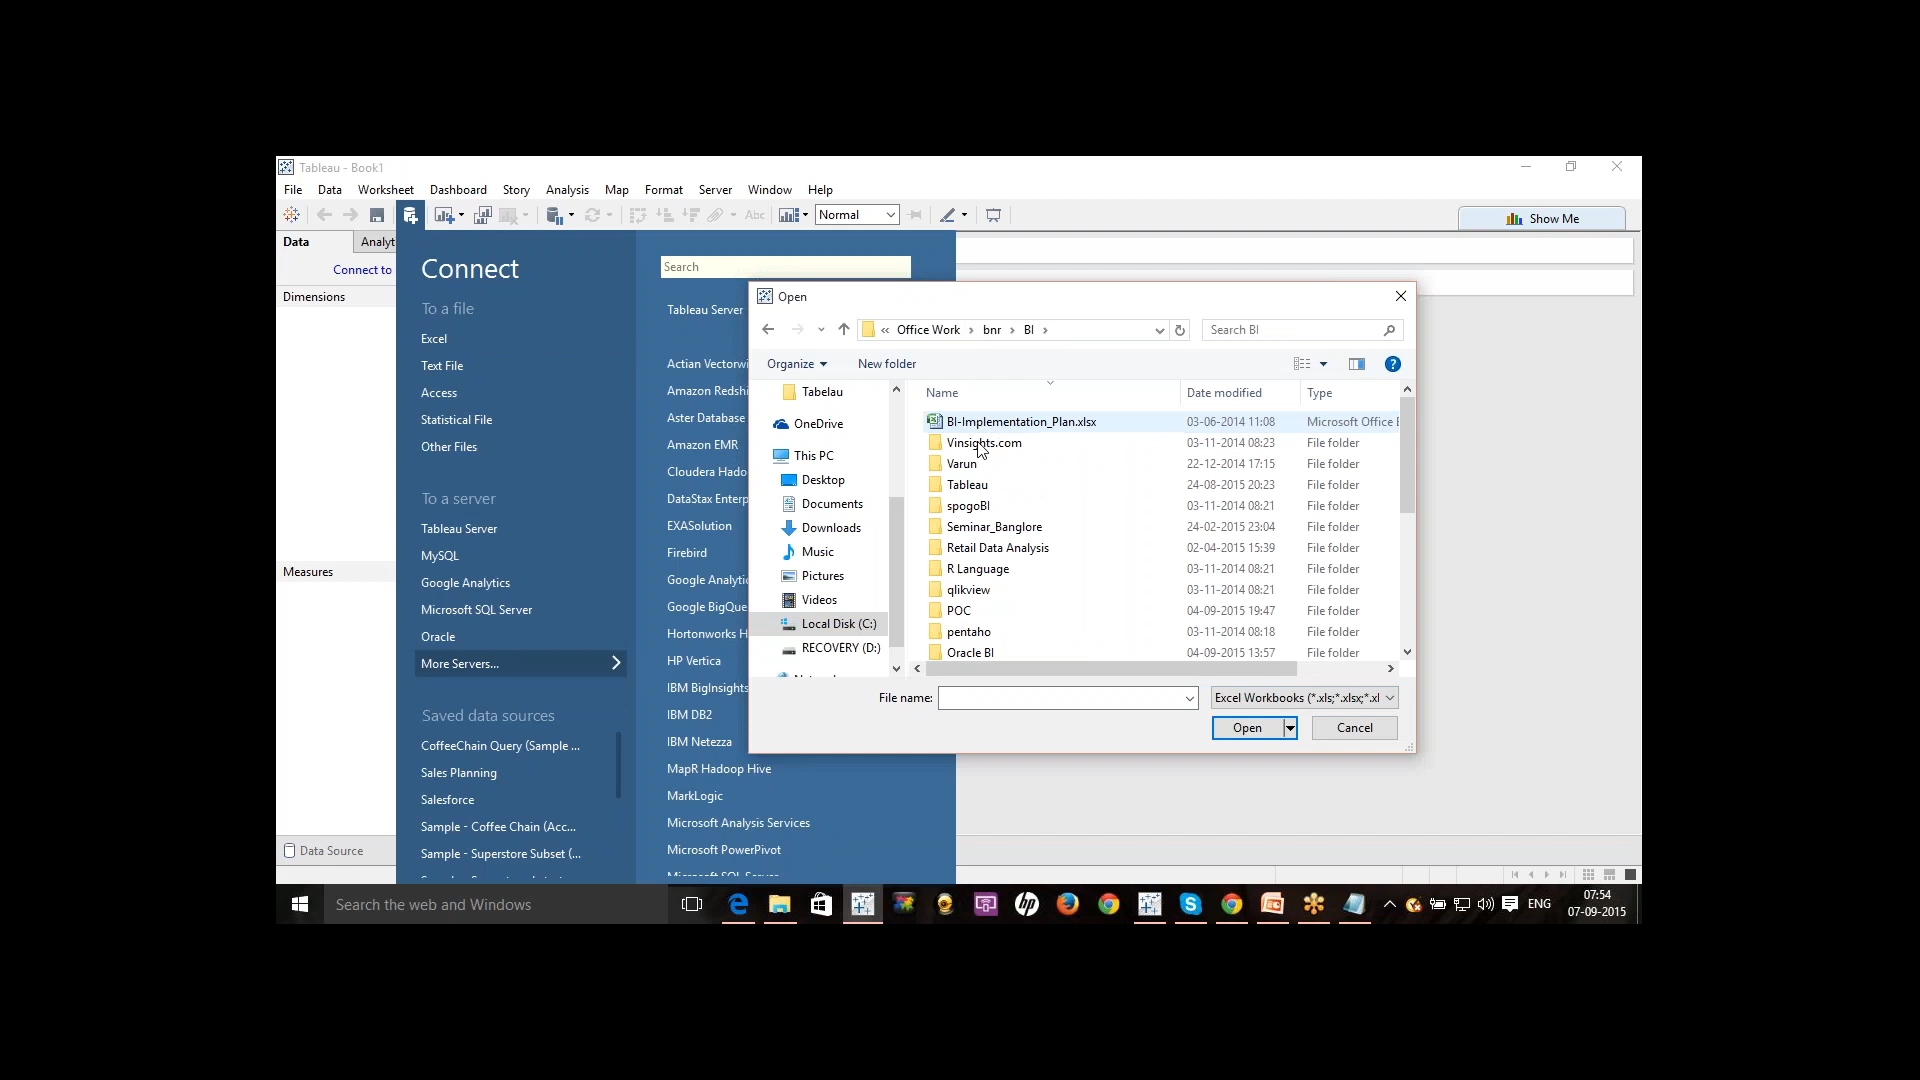 Tableau - Book1
File Data Worksheet Dashboard Story Analysis Map Format Server Window Help
Abc Normal Show Me
Data Analyt
Connect to
Dimensions
Measures
Data Source
Connect
To a file
Excel
Text File
Access
Statistical File
Other Files
To a server
Tableau Server
MySQL
Google Analytics
Microsoft SQL Server
Oracle
More Servers...
Saved data sources
CoffeeChain Query (Sample ...
Sales Planning
Salesforce
Sample - Coffee Chain (Acc...
Sample - Superstore Subset (...
Search
Tableau Server
Actian Vectorwi
Amazon Redshi
Aster Database
Amazon EMR
Cloudera Hado
DataStax Enterp
EXASolution
Firebird
Google Analytic
Google BigQue
Hortonworks H
HP Vertica
IBM BigInsights
IBM DB2
IBM Netezza
MapR Hadoop Hive
MarkLogic
Microsoft Analysis Services
Microsoft PowerPivot
Microsoft SQL Server
Open
« Office Work › bnr › BI › Search BI
Organize New folder
Tabelau
OneDrive
This PC
Desktop
Documents
Downloads
Music
Pictures
Videos
Local Disk (C:)
RECOVERY (D:)
Name Date modified Type
BI-Implementation_Plan.xlsx 03-06-2014 11:08 Microsoft Office E
Vinsights.com 03-11-2014 08:23 File folder
Varun 22-12-2014 17:15 File folder
Tableau 24-08-2015 20:23 File folder
spogoBI 03-11-2014 08:21 File folder
Seminar_Banglore 24-02-2015 23:04 File folder
Retail Data Analysis 02-04-2015 15:39 File folder
R Language 03-11-2014 08:21 File folder
qlikview 03-11-2014 08:21 File folder
POC 04-09-2015 19:47 File folder
pentaho 03-11-2014 08:18 File folder
Oracle BI 04-09-2015 13:57 File folder
File name: Excel Workbooks (*.xls;*.xlsx;*.xl
Open Cancel
Search the web and Windows
hp
ENG
07:54
07-09-2015